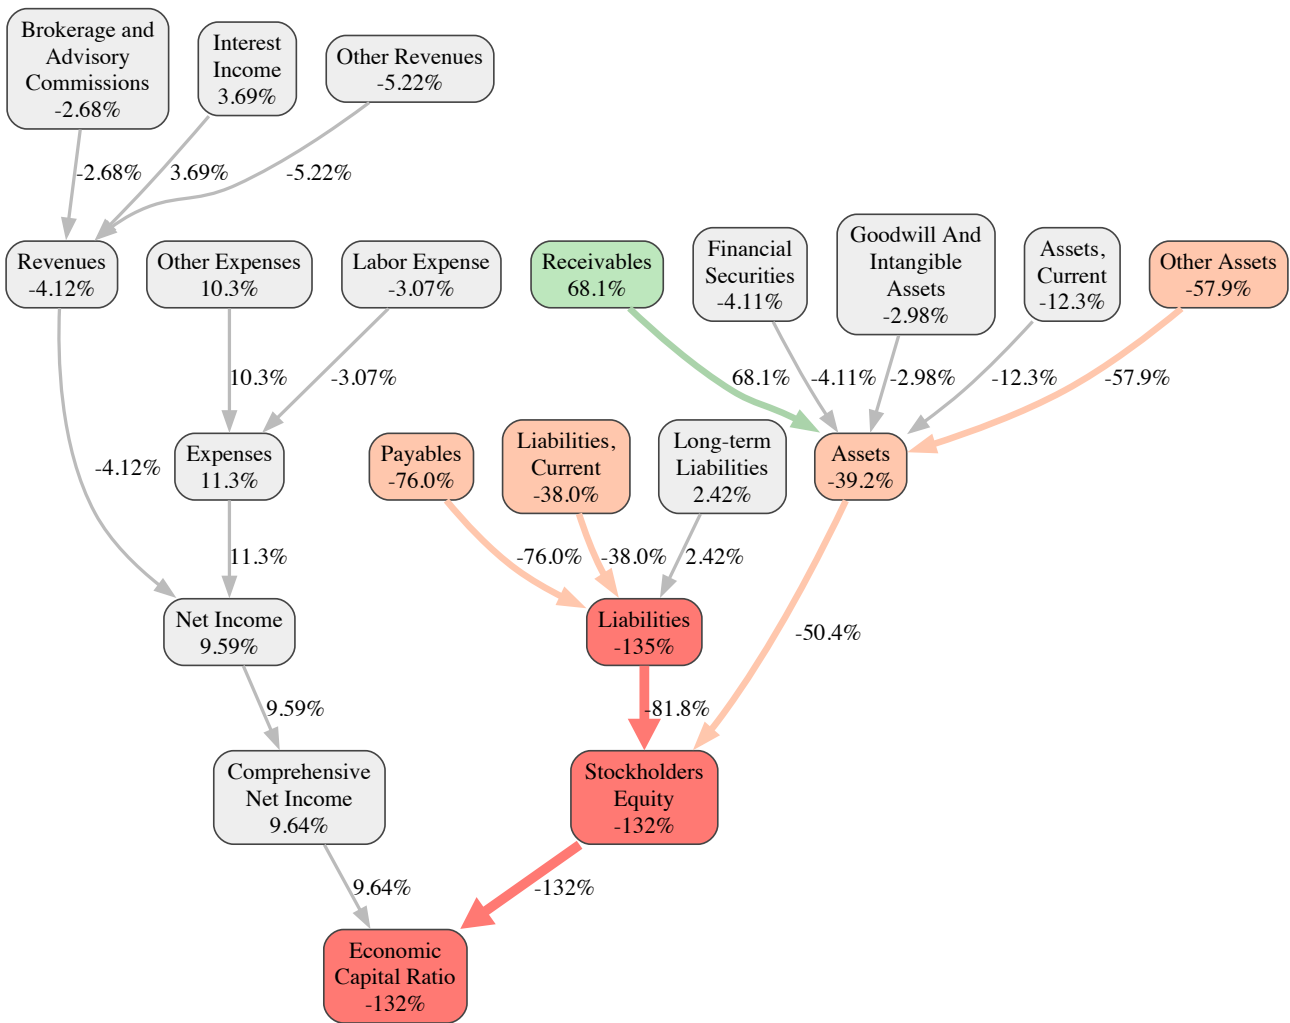 Brokerage and
Advisory
Commissions
-2.68%
Interest
Income
3.69%
Other Revenues
-5.22%
-2.68%
3.69%
-5.22%
Revenues
-4.12%
Other Expenses
10.3%
Labor Expense
-3.07%
Receivables
68.1%
Financial
Securities
-4.11%
Goodwill And
Intangible
Assets
-2.98%
Assets,
Current
-12.3%
Other Assets
-57.9%
10.3%
-3.07%
68.1%
-4.11%
-2.98%
-12.3%
-57.9%
-4.12%
Expenses
11.3%
Payables
-76.0%
Liabilities,
Current
-38.0%
Long-term
Liabilities
2.42%
Assets
-39.2%
11.3%
-76.0%
-38.0%
2.42%
Net Income
9.59%
Liabilities
-135%
-50.4%
9.59%
-81.8%
Comprehensive
Net Income
9.64%
Stockholders
Equity
-132%
9.64%
-132%
Economic
Capital Ratio
-132%